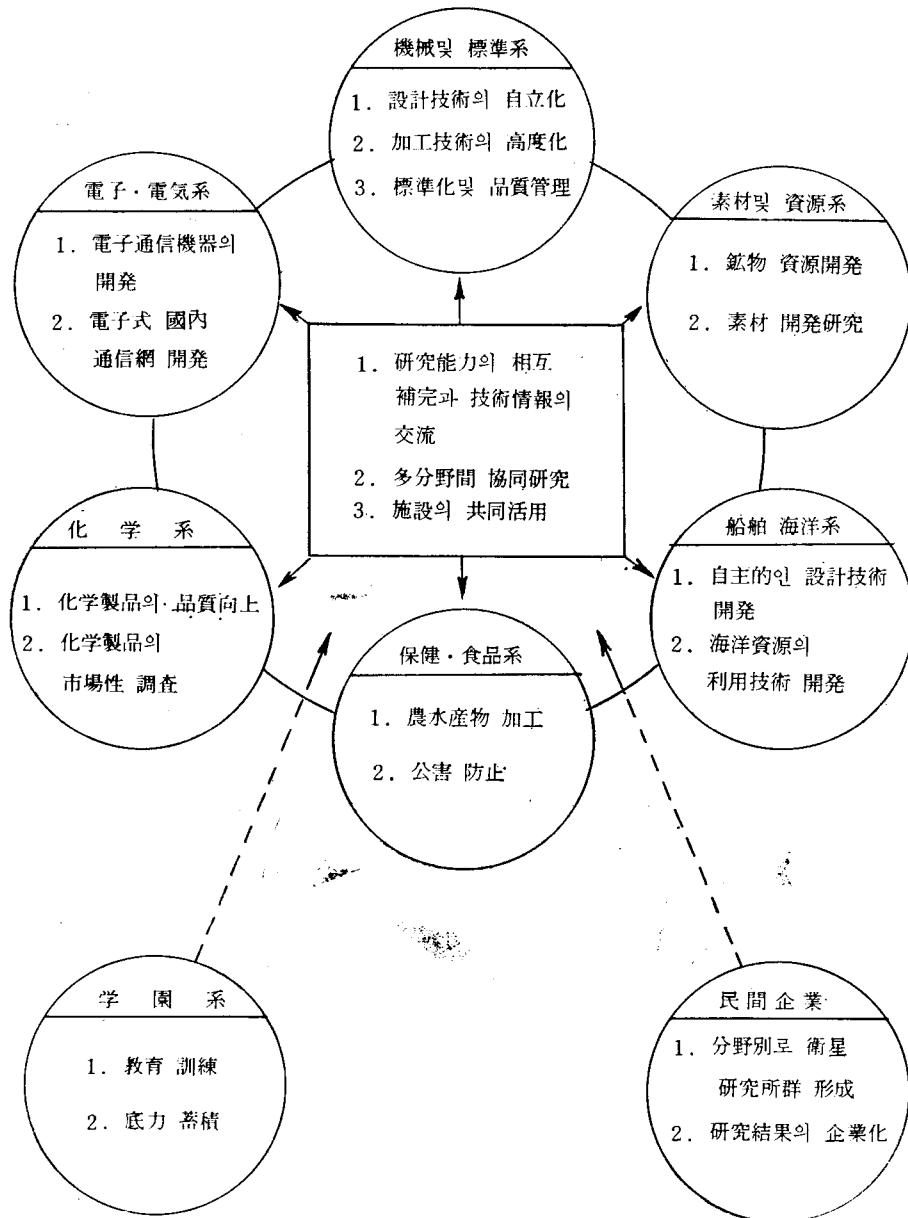 機械및 標準系
1. 設計技術의 自立化
2. 加工技術의 高度化
3. 標準化및 品質管理
電子·電気系
1. 電子通信機器의
開発
2. 電子式 國內
通信網 開発
素材및 資源系
1. 鉱物 資源開発
2. 素材 開発研究
1. 研究能力의 相互
補完과 技術情報의
交流
2. 多分野間 協同研究
3. 施設의 共同活用
化 学 系
1. 化学製品의 品質向上
2. 化学製品의
市場性 調査
船舶 海洋系
1. 自主的인 設計技術
開発
2. 海洋資源의
利用技術 開発
保健·食品系
1. 農水産物 加工
2. 公害 防止
学 園 系
1. 教育 訓練
2. 底力 蓄積
民間企業
1. 分野別로 衛星
研究所群 形成
2. 研究結果의 企業化